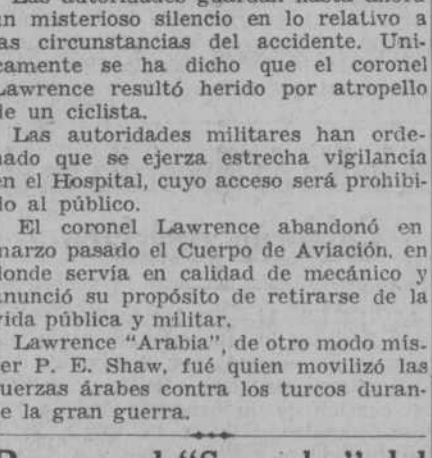 Las autoridades guardan hasta ahora
un misterioso silencio en lo relativo a
las circunstancias del accidente. Uni-
camente se ha dicho que el coronel
Lawrence resultó herido por atropello
de un ciclista.
Las autoridades militares han orde-
nado que se ejerza estrecha vigilancia
en el Hospital, cuyo acceso será prohibi-
do al público.
El coronel Lawrence abandonó en
marzo pasado el Cuerpo de Aviación, en
donde servía en calidad de mecánico y
anunció su propósito de retirarse de la
vida pública y militar.
Lawrence "Arabia", de otro modo mis-
ter P. E. Shaw, fué quien movilizó las
fuerzas árabes contra los turcos duran-
te la gran guerra.